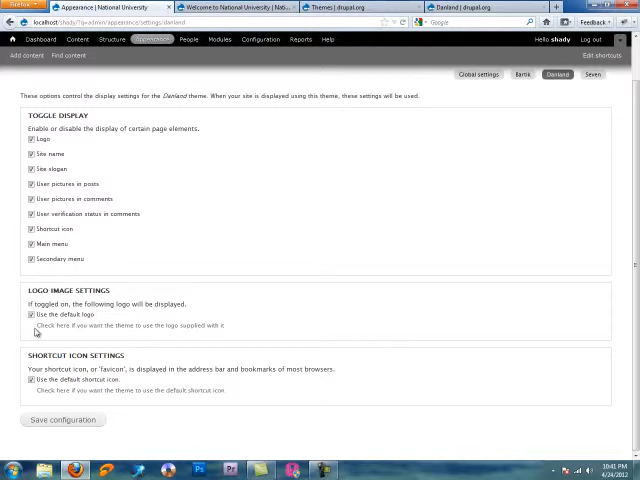 Firefox
Appearance | National University
Welcome to National University | Nati...
Themes | drupal.org
Danland | drupal.org
localhost/shady/?q=admin/appearance/settings/danland
Google
Feedback
Dashboard Content Structure Appearance People Modules Configuration Reports Help
Hello shady Log out
Add content Find content Edit shortcuts
Global settings Bartik Danland Seven
These options control the display settings for the Danland theme. When your site is displayed using this theme, these settings will be used.
TOGGLE DISPLAY
Enable or disable the display of certain page elements.
Logo
Site name
Site slogan
User pictures in posts
User pictures in comments
User verification status in comments
Shortcut icon
Main menu
Secondary menu
LOGO IMAGE SETTINGS
If toggled on, the following logo will be displayed.
Use the default logo
Check here if you want the theme to use the logo supplied with it
SHORTCUT ICON SETTINGS
Your shortcut icon, or 'favicon', is displayed in the address bar and bookmarks of most browsers.
Use the default shortcut icon.
Check here if you want the theme to use the default shortcut icon.
Save configuration
Ps
Pr
10:41 PM
4/24/2012